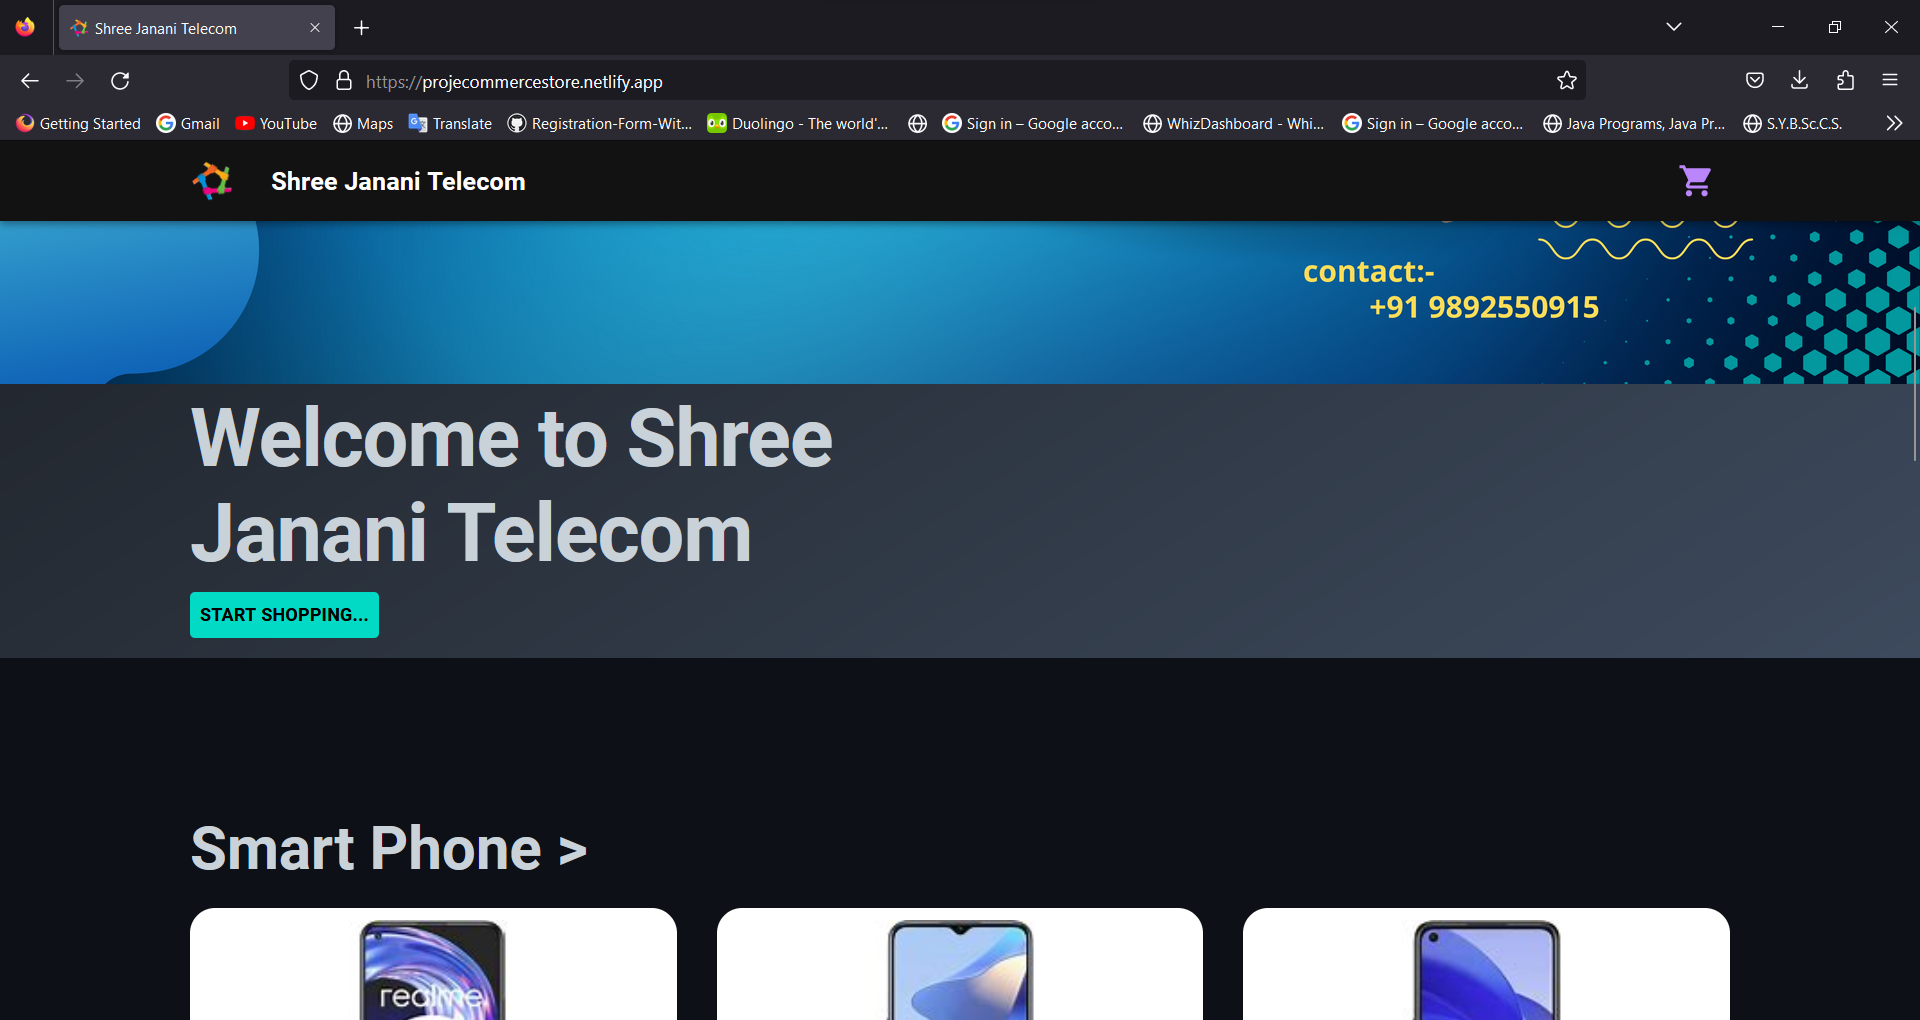 Shree Janani Telecom
https://projecommercestore.netlify.app
Getting Started Gmail YouTube Maps Translate Registration-Form-Wit... Duolingo - The world'... Sign in – Google acco... WhizDashboard - Whi... Sign in – Google acco... Java Programs, Java Pr... S.Y.B.Sc.C.S.
Shree Janani Telecom
contact:-
+91 9892550915
Welcome to Shree
Janani Telecom
START SHOPPING...
Smart Phone >
realme